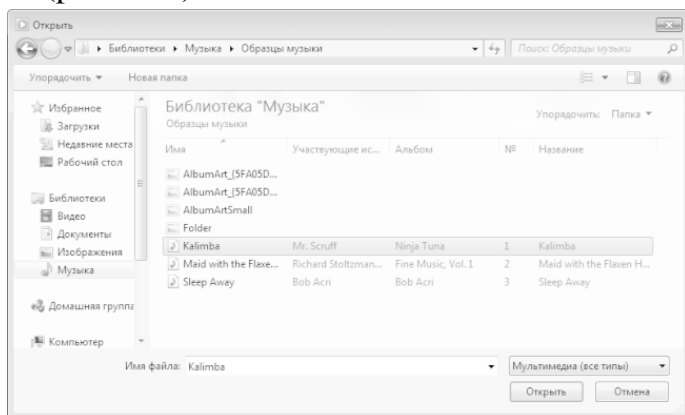 Открыть
Библиотеки Музыка Образцы музыки Поиск: Образцы музыки
Упорядочить Новая папка
Избранное
Загрузки
Недавние места
Рабочий стол
Библиотеки
Видео
Документы
Изображения
Музыка
Домашняя группа
Компьютер
Библиотека "Музыка"
Образцы музыки
Упорядочить: Папка
Имя Участвующие ис... Альбом № Название
AlbumArt_{5FA05D...
AlbumArt_{5FA05D...
AlbumArtSmall
Folder
Kalimba Mr. Scruff Ninja Tuna 1 Kalimba
Maid with the Flaxe... Richard Stoltzman... Fine Music, Vol. 1 2 Maid with the Flaxen H...
Sleep Away Bob Acri Bob Acri 3 Sleep Away
Имя файла: Kalimba Мультимедиа (все типы)
Открыть Отмена